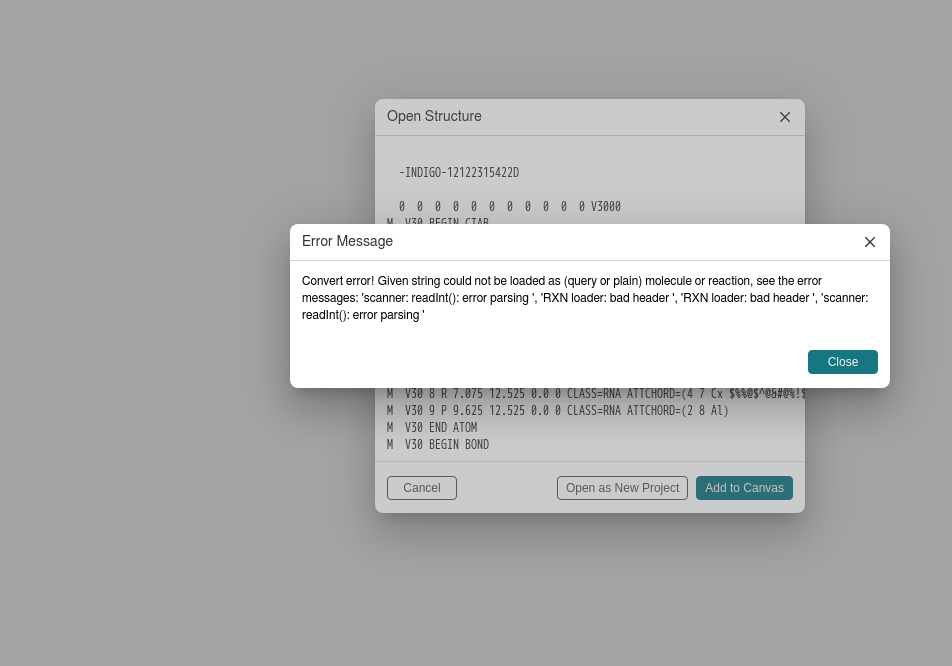 Open Structure
-INDIGO-12122315422D
0 0 0 0 0 0 0 0 0 0 0 V3000
M V30 BEGIN CTAB
Error Message
Convert error! Given string could not be loaded as (query or plain) molecule or reaction, see the error
messages: 'scanner: readInt(): error parsing ', 'RXN loader: bad header ', 'RXN loader: bad header ', 'scanner:
readInt(): error parsing '
Close
M V30 8 R 7.075 12.525 0.0 0 CLASS=RNA ATTCHORD=(4 7 Cx
M V30 9 P 9.625 12.525 0.0 0 CLASS=RNA ATTCHORD=(2 8 Al)
M V30 END ATOM
M V30 BEGIN BOND
Cancel
Open as New Project
Add to Canvas